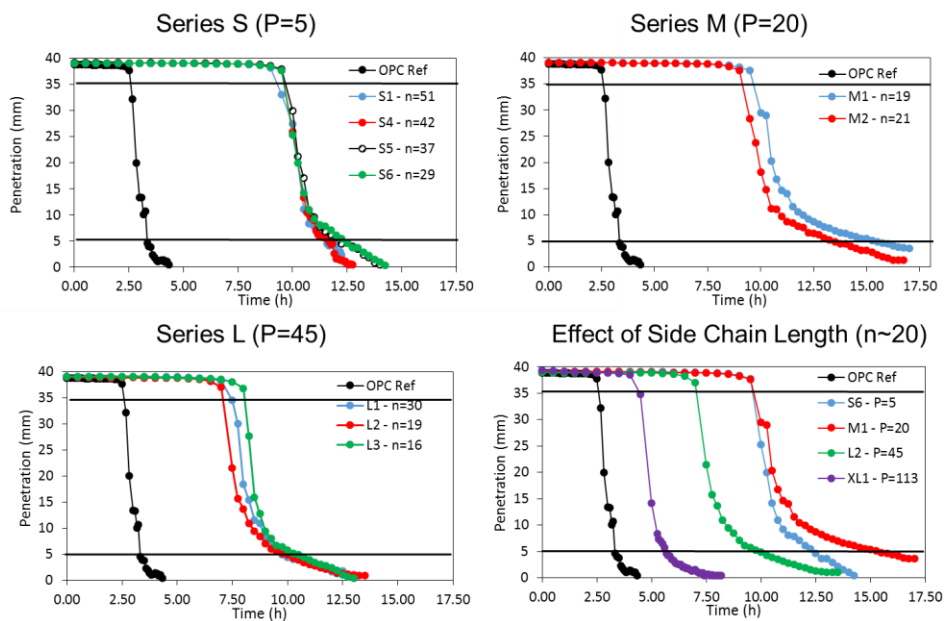 Series S (P=5)
40
35
30
25
20
15
10
5
0
Penetration (mm)
OPC Ref
S1 - n=51
S4 - n=42
S5 - n=37
S6 - n=29
0.00 2.50 5.00 7.50 10.00 12.50 15.00 17.50
Time (h)
Series M (P=20)
40
35
30
25
20
15
10
5
0
Penetration (mm)
OPC Ref
M1 - n=19
M2 - n=21
0.00 2.50 5.00 7.50 10.00 12.50 15.00 17.50
Time (h)
Series L (P=45)
40
35
30
25
20
15
10
5
0
Penetration (mm)
OPC Ref
L1 - n=30
L2 - n=19
L3 - n=16
0.00 2.50 5.00 7.50 10.00 12.50 15.00 17.50
Time (h)
Effect of Side Chain Length (n~20)
40
35
30
25
20
15
10
5
0
Penetration (mm)
OPC Ref
S6 - P=5
M1 - P=20
L2 - P=45
XL1 - P=113
0.00 2.50 5.00 7.50 10.00 12.50 15.00 17.50
Time (h)